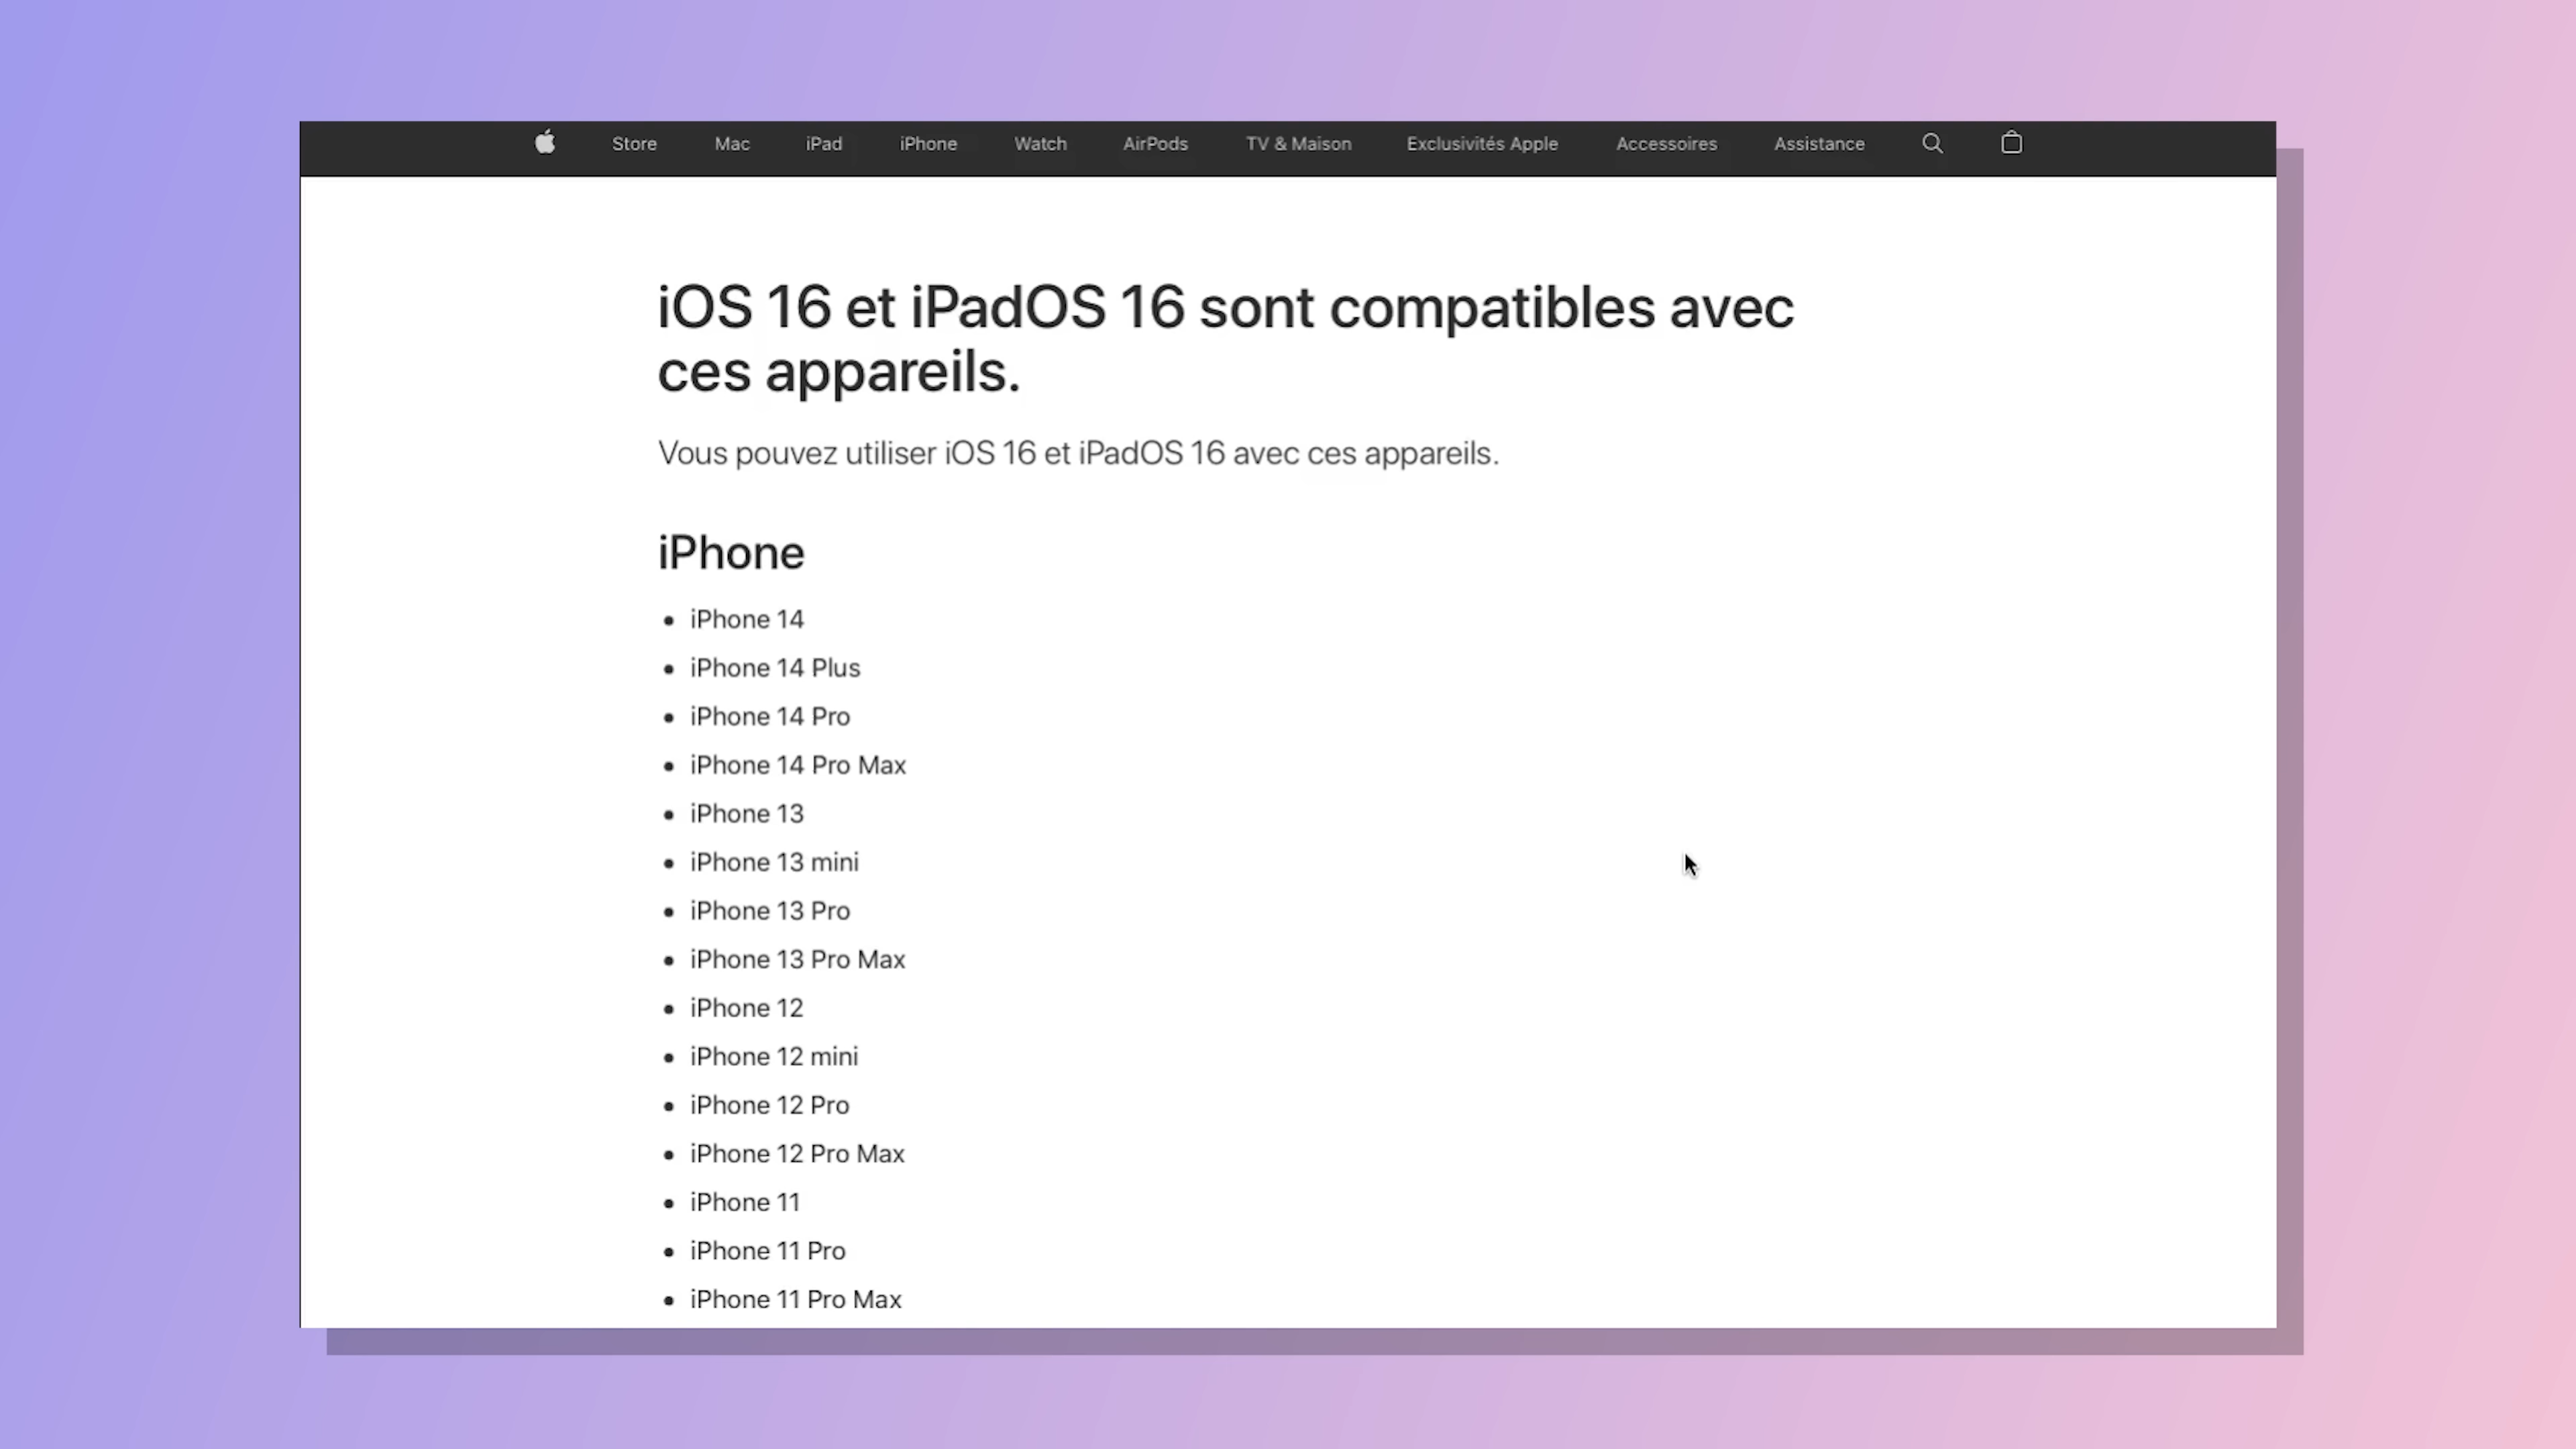 Store Mac iPad iPhone Watch AirPods TV & Maison Exclusivités Apple Accessoires Assistance
iOS 16 et iPadOS 16 sont compatibles avec
ces appareils.
Vous pouvez utiliser iOS 16 et iPadOS 16 avec ces appareils.
iPhone
• iPhone 14
• iPhone 14 Plus
• iPhone 14 Pro
• iPhone 14 Pro Max
• iPhone 13
• iPhone 13 mini
• iPhone 13 Pro
• iPhone 13 Pro Max
• iPhone 12
• iPhone 12 mini
• iPhone 12 Pro
• iPhone 12 Pro Max
• iPhone 11
• iPhone 11 Pro
• iPhone 11 Pro Max